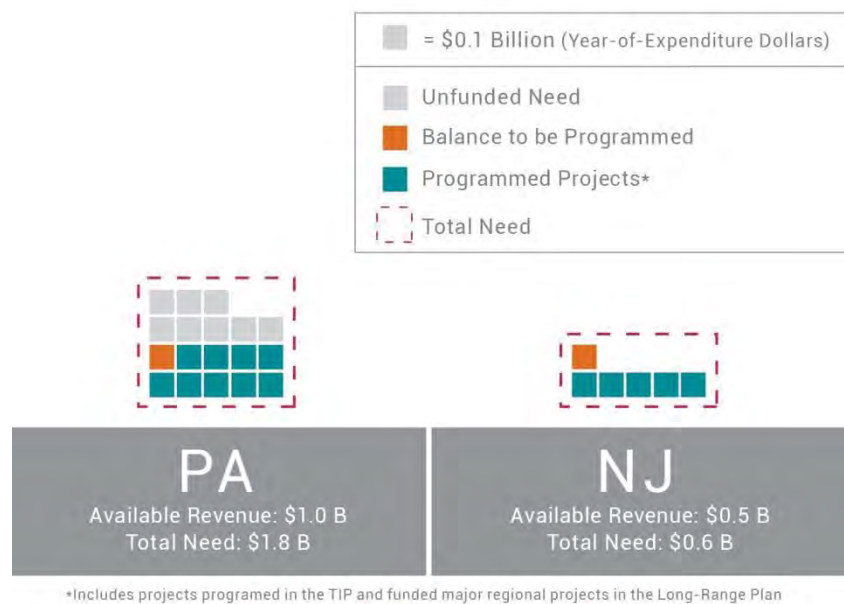 = $0.1 Billion (Year-of-Expenditure Dollars)
Unfunded Need
Balance to be Programmed
Programmed Projects*
Total Need
PA
Available Revenue: $1.0 B
Total Need: $1.8 B
NJ
Available Revenue: $0.5 B
Total Need: $0.6 B
*Includes projects programed in the TIP and funded major regional projects in the Long-Range Plan